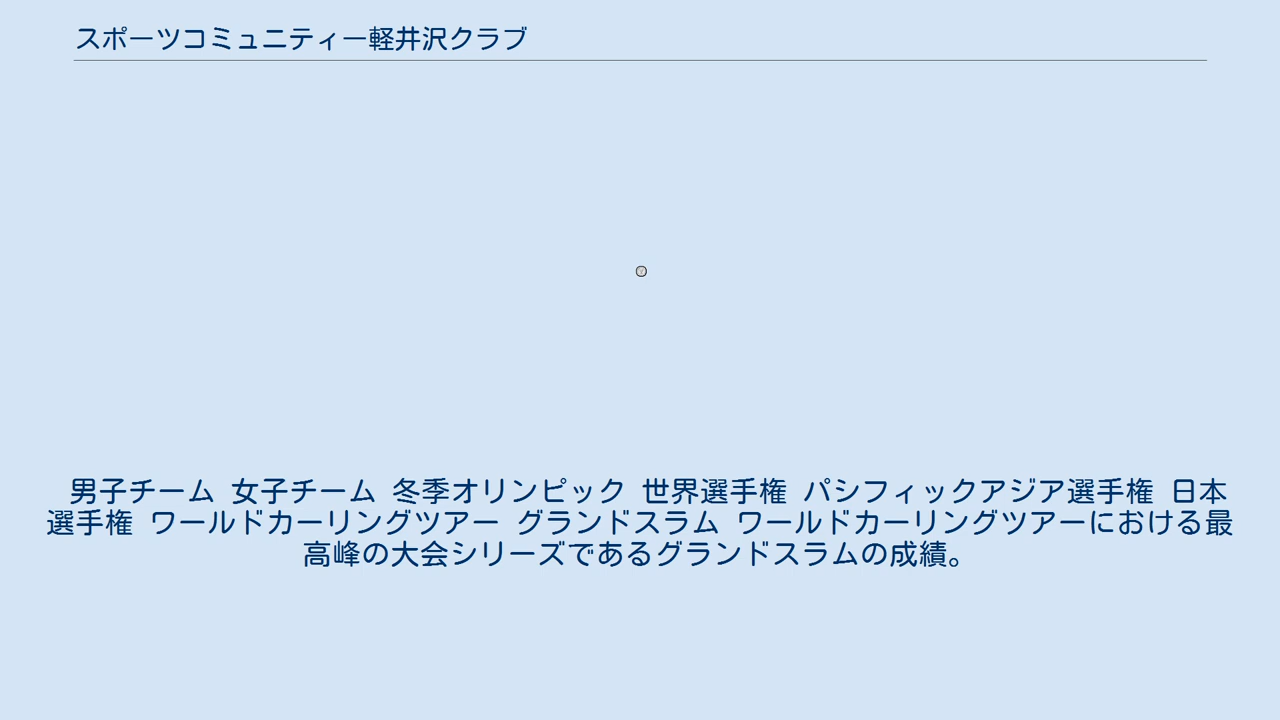 スポーツコミュニティー軽井沢クラブ
男子チーム 女子チーム 冬季オリンピック 世界選手権 パシフィックアジア選手権 日本
選手権 ワールドカーリングツアー グランドスラム ワールドカーリングツアーにおける最
高峰の大会シリーズであるグランドスラムの成績。